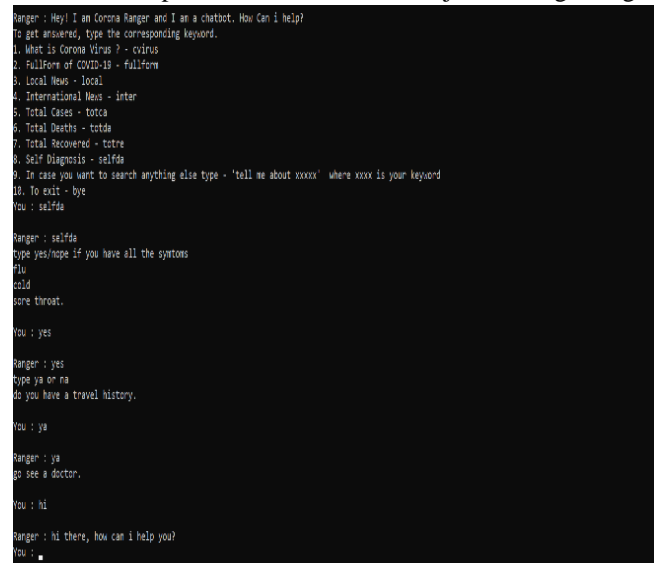 Ranger : Hey! I am Corona Ranger and I am a chatbot. How Can i help?
To get answered, type the corresponding keyword.
1. What is Corona Virus ? - cvirus
2. FullForm of COVID-19 - fullform
3. Local News - local
4. International News - inter
5. Total Cases - totca
6. Total Deaths - totda
7. Total Recovered - totre
8. Self Diagnosis - selfda
9. In case you want to search anything else type - 'tell me about xxxxx'  where xxxx is your keyword
10. To exit - bye
You : selfda
Ranger : selfda
type yes/nope if you have all the symtoms
flu
cold
sore throat.
You : yes
Ranger : yes
type ya or na
do you have a travel history.
You : ya
Ranger : ya
go see a doctor.
You : hi
Ranger : hi there, how can i help you?
You :